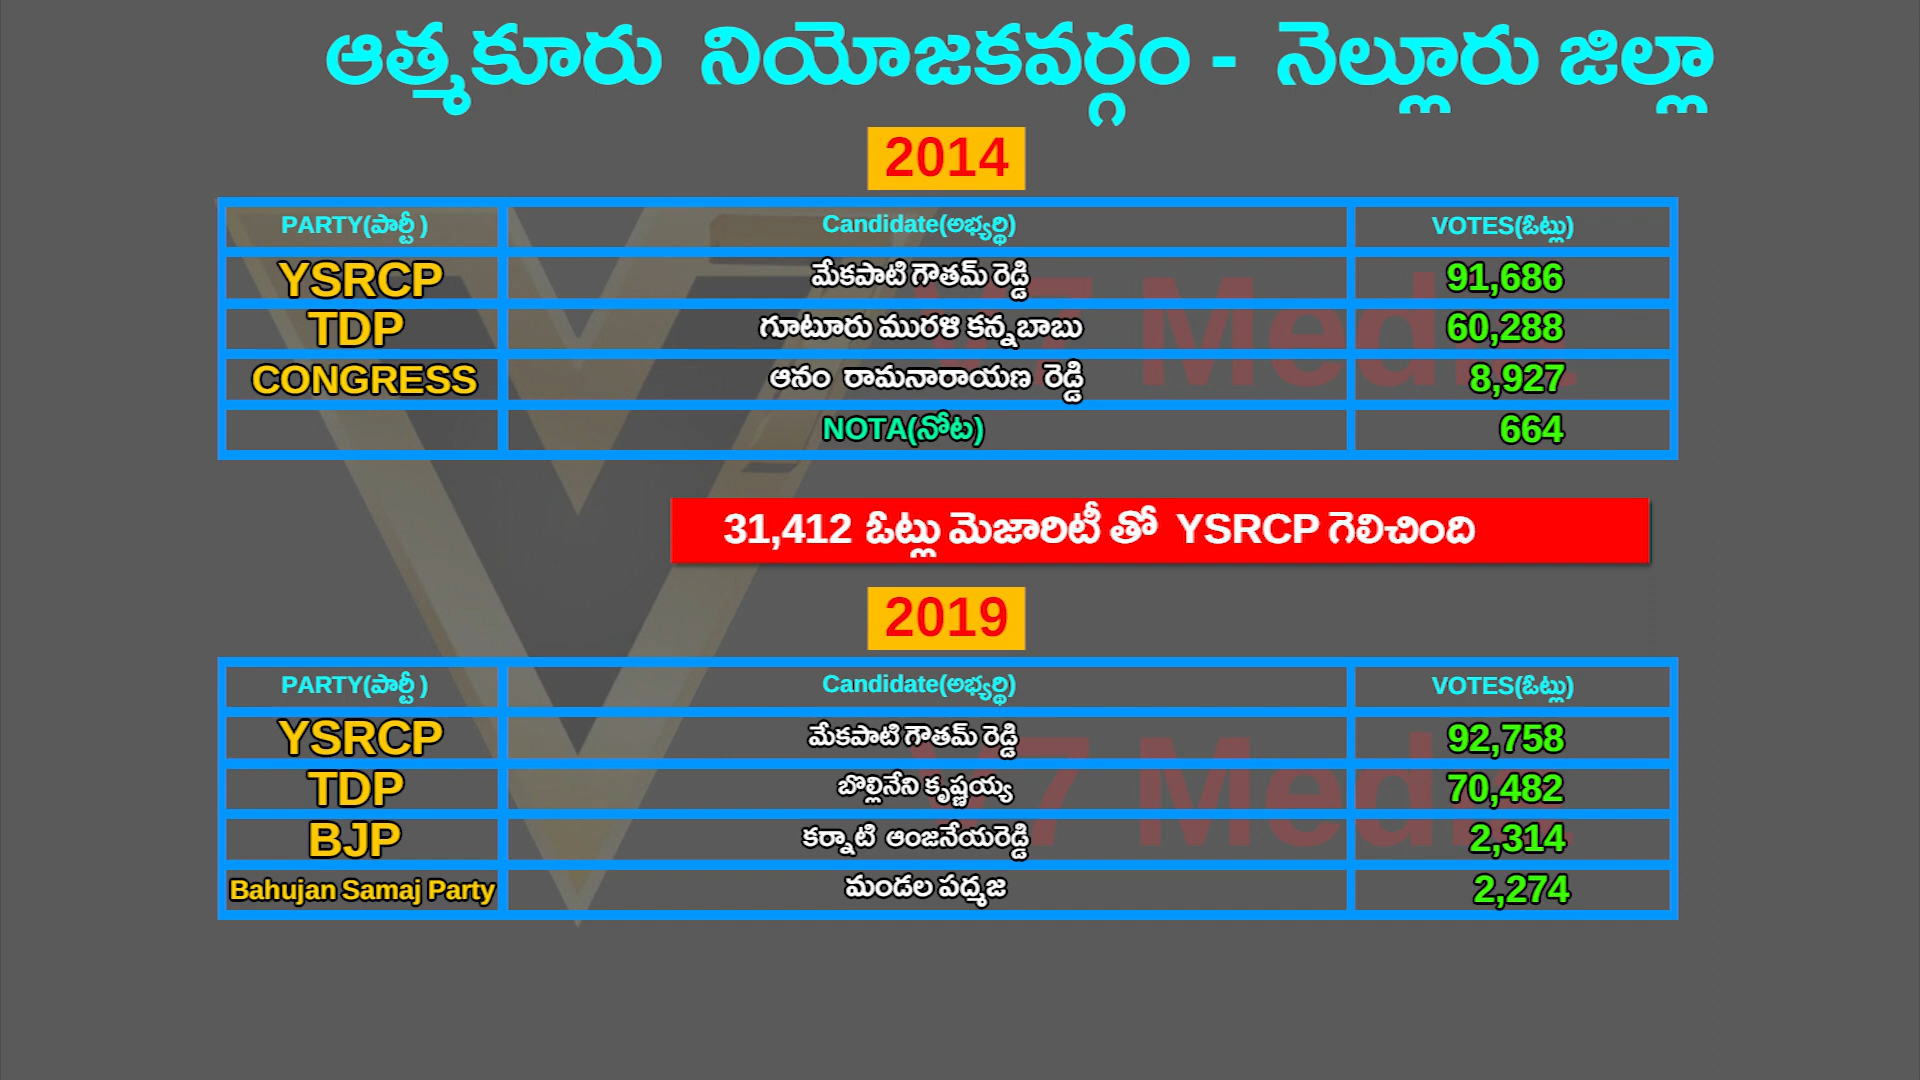 ఆత్మకూరు నియోజకవర్గం - నెల్లూరు జిల్లా
2014
PARTY(పార్టీ) Candidate(అభ్యర్థి) VOTES(ఓట్లు)
YSRCP మేకపాటి గౌతమ్ రెడ్డి 91,686
TDP గూటూరు మురళి కన్నబాబు 60,288
CONGRESS ఆనం రామనారాయణ రెడ్డి 8,927
NOTA(నోట) 664
31,412 ఓట్లు మెజారిటీ తో YSRCP గెలిచింది
2019
PARTY(పార్టీ) Candidate(అభ్యర్థి) VOTES(ఓట్లు)
YSRCP మేకపాటి గౌతమ్ రెడ్డి 92,758
TDP బొల్లినేని కృష్ణయ్య 70,482
BJP కర్నాటి ఆంజనేయరెడ్డి 2,314
Bahujan Samaj Party మండల పద్మజ 2,274